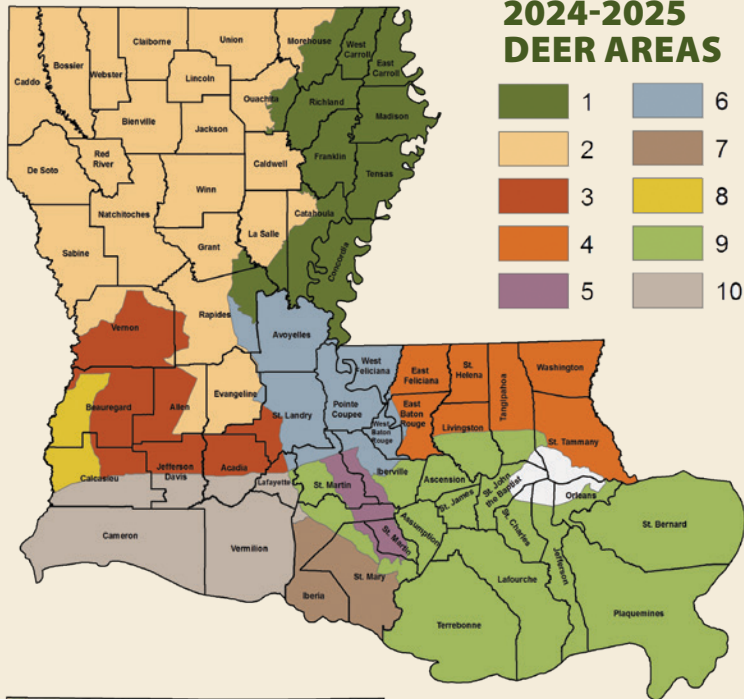 2024-2025
DEER AREAS
1
6
2
7
3
8
4
9
5
10
Caddo
Bossier
Webster
Claiborne
Union
Morehouse
West
Carroll
East
Carroll
Lincoln
Ouachita
Richland
Madison
Bienville
Jackson
De Soto
Red
River
Caldwell
Franklin
Tensas
Winn
Natchitoches
Catahoula
La Salle
Sabine
Grant
Concordia
Rapides
Vernon
Avoyelles
West
Feliciana
East
Feliciana
St.
Helena
Tangipahoa
Washington
Beauregard
Allen
Evangeline
St. Landry
Pointe
Coupee
West
Baton
Rouge
East
Baton
Rouge
Livingston
St. Tammany
Calcasieu
Jefferson
Davis
Acadia
Lafayette
St. Martin
Iberville
Ascension
St. James
St. John
the Baptist
Orleans
Cameron
Vermilion
St. Martin
Assumption
St. Charles
Jefferson
St. Bernard
Iberia
St. Mary
Lafourche
Terrebonne
Plaquemines